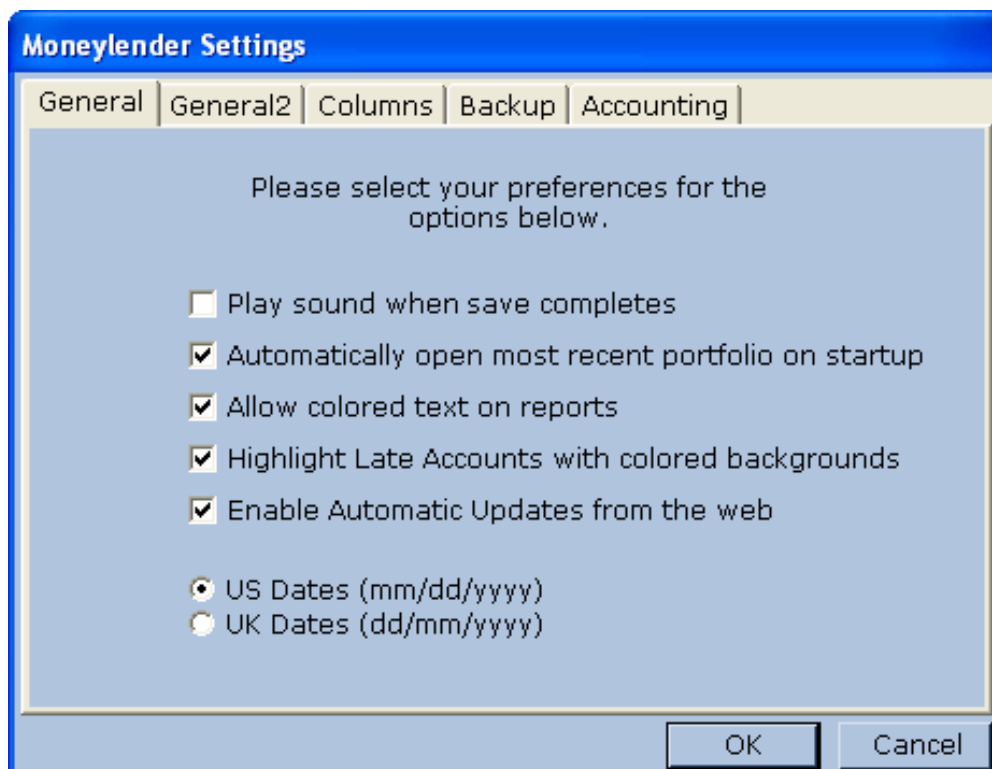 Moneylender Settings
General General2 Columns Backup Accounting
Please select your preferences for the
options below.
Play sound when save completes
Automatically open most recent portfolio on startup
Allow colored text on reports
Highlight Late Accounts with colored backgrounds
Enable Automatic Updates from the web
US Dates (mm/dd/yyyy)
UK Dates (dd/mm/yyyy)
OK Cancel